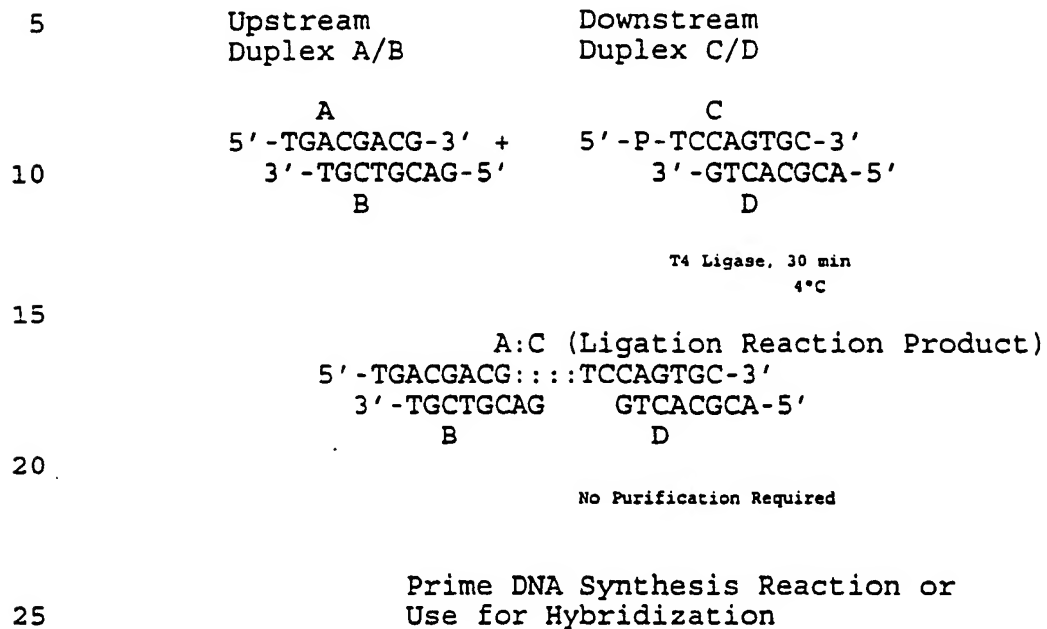 5 Upstream Downstream
Duplex A/B Duplex C/D
A C
5'-TGACGACG-3' + 5'-P-TCCAGTGC-3'
10 3'-TGCTGCAG-5' 3'-GTCACGCA-5'
B D
T4 Ligase, 30 min
4°C
15
A:C (Ligation Reaction Product)
5'-TGACGACG::::TCCAGTGC-3'
3'-TGCTGCAG GTCACGCA-5'
B D
20
No Purification Required
Prime DNA Synthesis Reaction or
25 Use for Hybridization